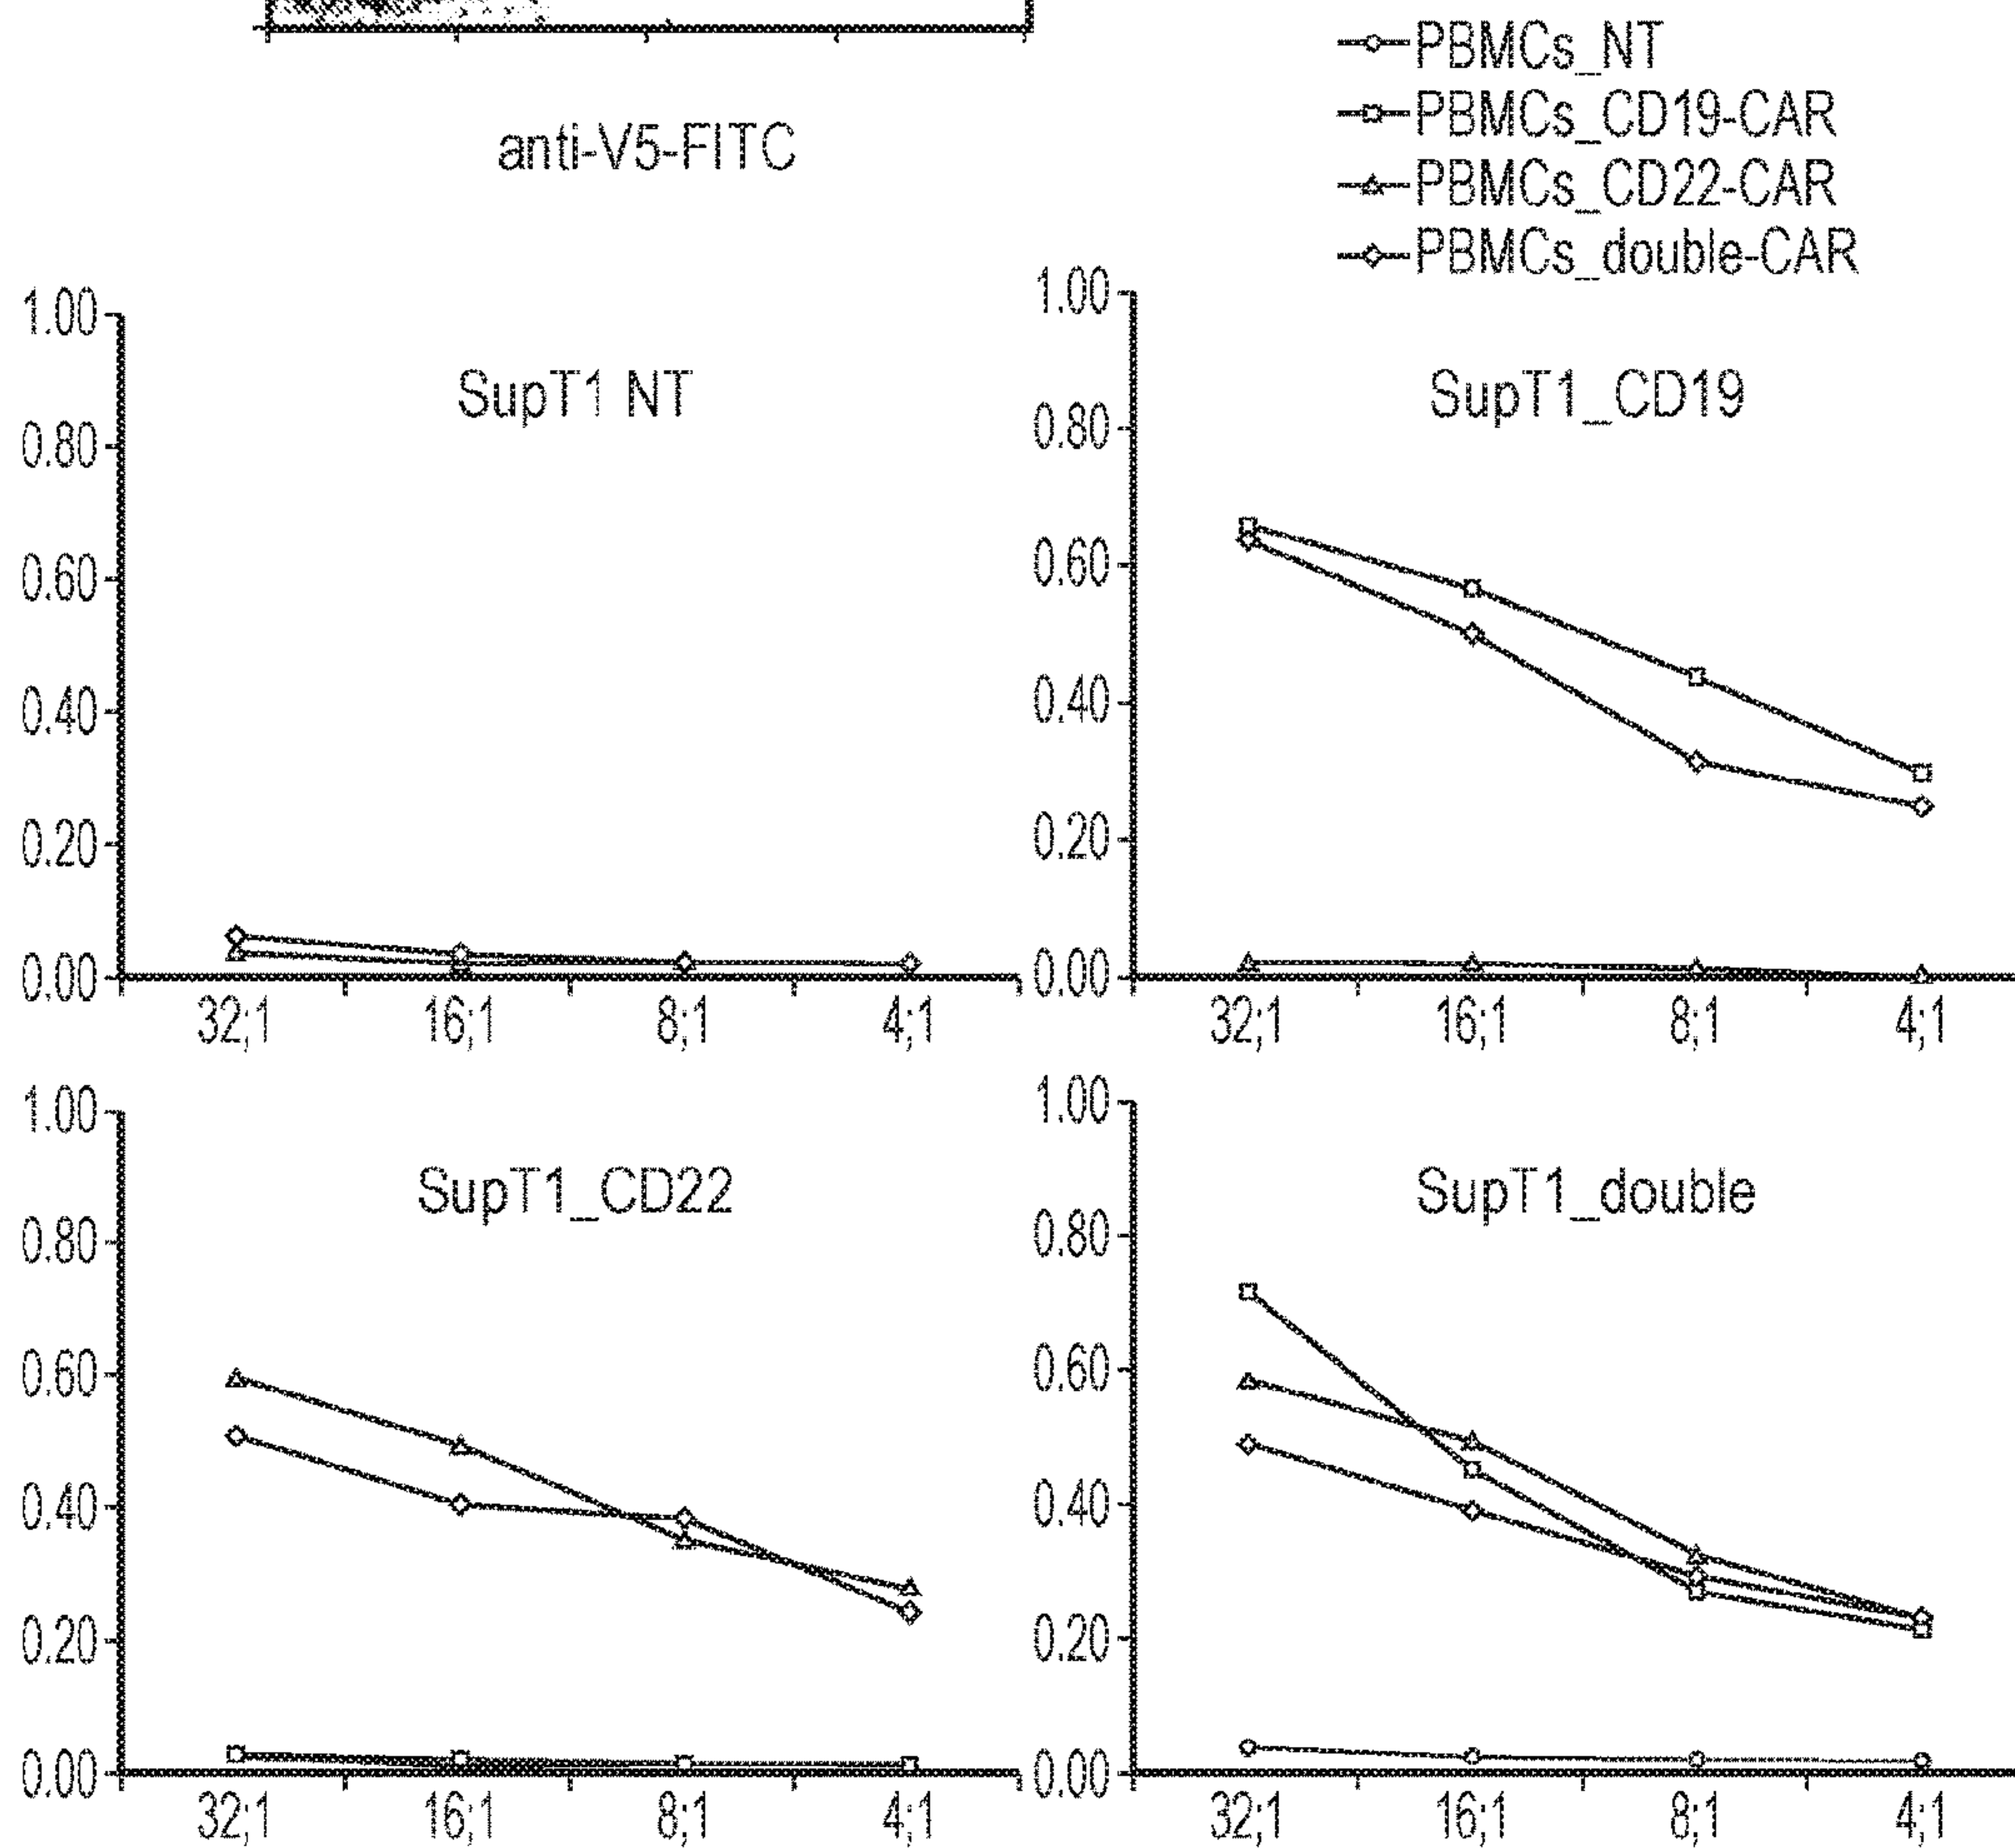 anti-V5-FITC
PBMCs_NT
PBMCs_CD19-CAR
PBMCs_CD22-CAR
PBMCs_double-CAR
SupT1 NT
1.00
0.80
0.60
0.40
0.20
0.00
32;1 16;1 8;1 4;1
SupT1_CD19
1.00
0.80
0.60
0.40
0.20
0.00
32;1 16;1 8;1 4;1
SupT1_CD22
1.00
0.80
0.60
0.40
0.20
0.00
32;1 16;1 8;1 4;1
SupT1_double
1.00
0.80
0.60
0.40
0.20
0.00
32;1 16;1 8;1 4;1